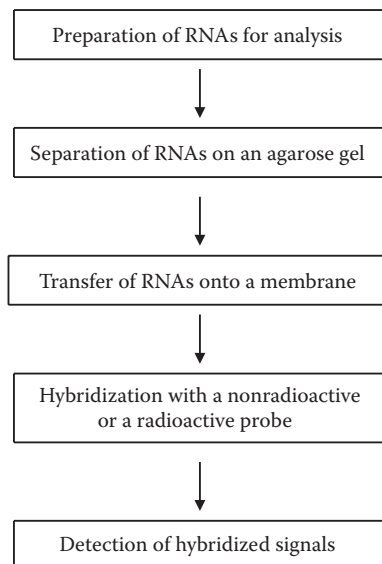 Preparation of RNAs for analysis
Separation of RNAs on an agarose gel
Transfer of RNAs onto a membrane
Hybridization with a nonradioactive
or a radioactive probe
Detection of hybridized signals